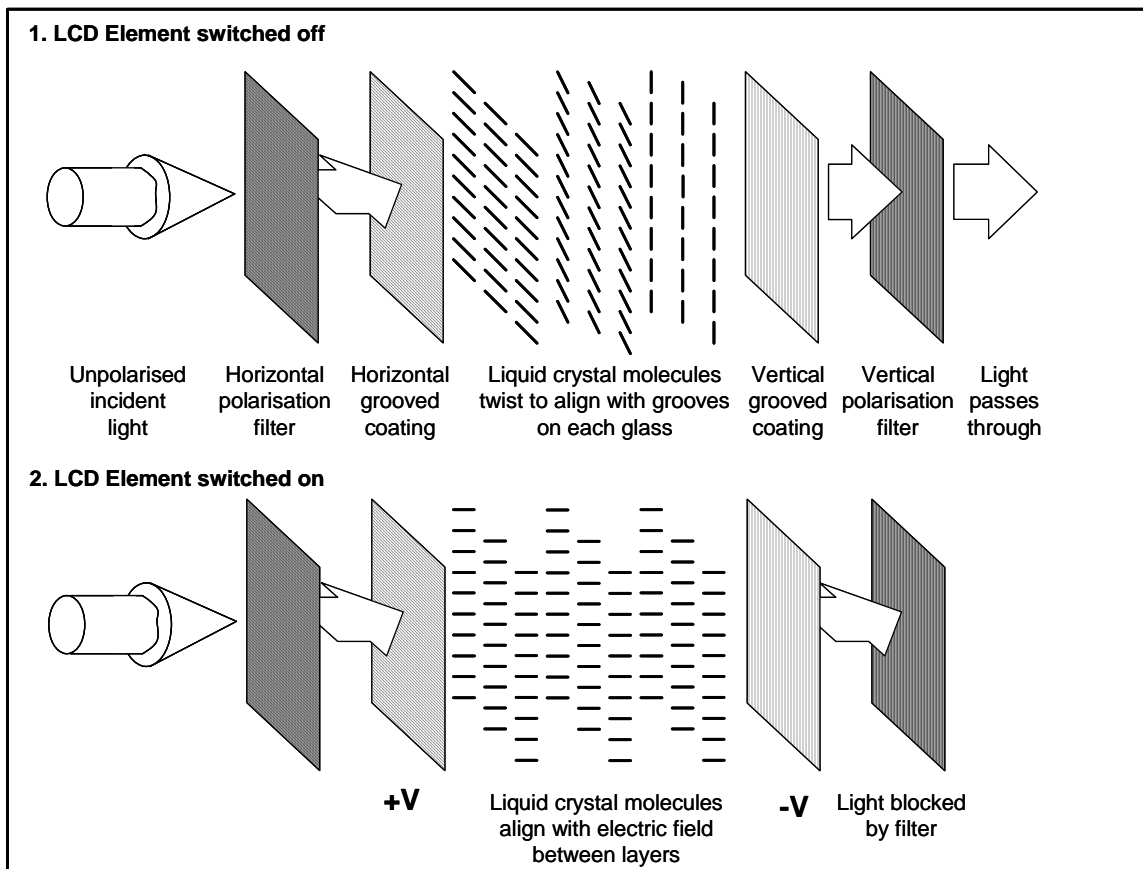 1. LCD Element switched off
Unpolarised
incident
light
Horizontal
polarisation
filter
Horizontal
grooved
coating
Liquid crystal molecules
twist to align with grooves
on each glass
Vertical
grooved
coating
Vertical
polarisation
filter
Light
passes
through
2. LCD Element switched on
+V
Liquid crystal molecules
align with electric field
between layers
-V
Light blocked
by filter